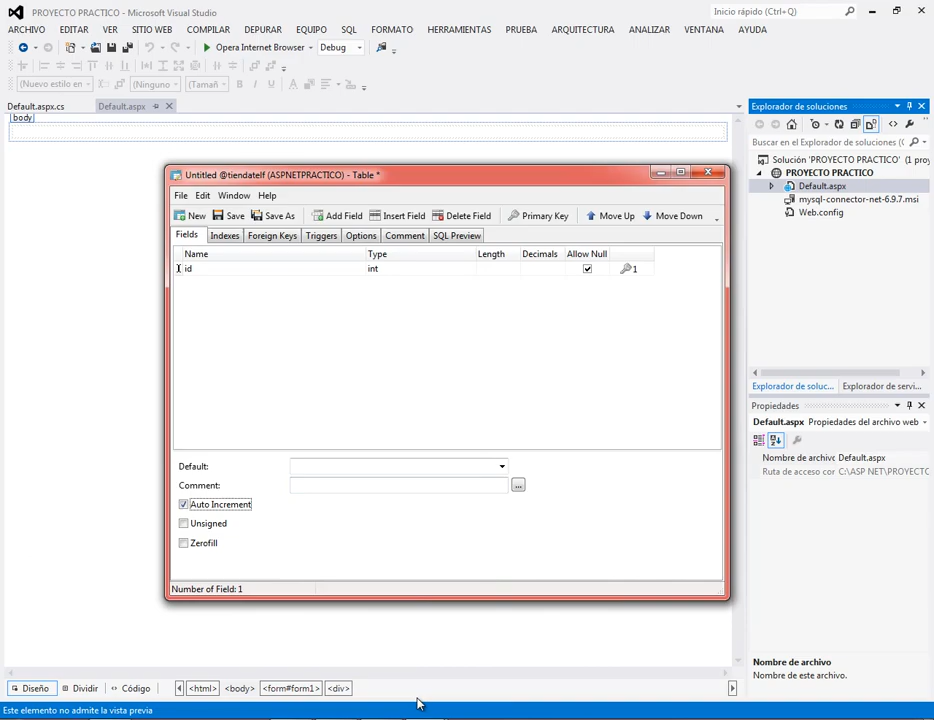 PROYECTO PRACTICO - Microsoft Visual Studio
Inicio rápido (Ctrl+Q)
ARCHIVO EDITAR VER SITIO WEB COMPILAR DEPURAR EQUIPO SQL FORMATO HERRAMIENTAS PRUEBA ARQUITECTURA ANALIZAR VENTANA AYUDA
Opera Internet Browser Debug
(Nuevo estilo en (Ninguno (Tamañ B I U A
Default.aspx.cs Default.aspx
body
Explorador de soluciones
Buscar en el Explorador de soluciones (
Solución 'PROYECTO PRACTICO' (1 proy
PROYECTO PRACTICO
Default.aspx
mysql-connector-net-6.9.7.msi
Web.config
Untitled @tiendatelf (ASPNETPRACTICO) - Table *
File Edit Window Help
New Save Save As Add Field Insert Field Delete Field Primary Key Move Up Move Down
Fields Indexes Foreign Keys Triggers Options Comment SQL Preview
Name Type Length Decimals Allow Null
id int 1
Default:
Comment: ...
Auto Increment
Unsigned
Zerofill
Number of Field: 1
Explorador de soluc... Explorador de servi...
Propiedades
Default.aspx Propiedades del archivo web
Nombre de archivo Default.aspx
Ruta de acceso cor C:\ASP NET\PROYECTO
Nombre de archivo
Nombre de este archivo.
Diseño Dividir Código <html> <body> <form#form1> <div>
Este elemento no admite la vista previa